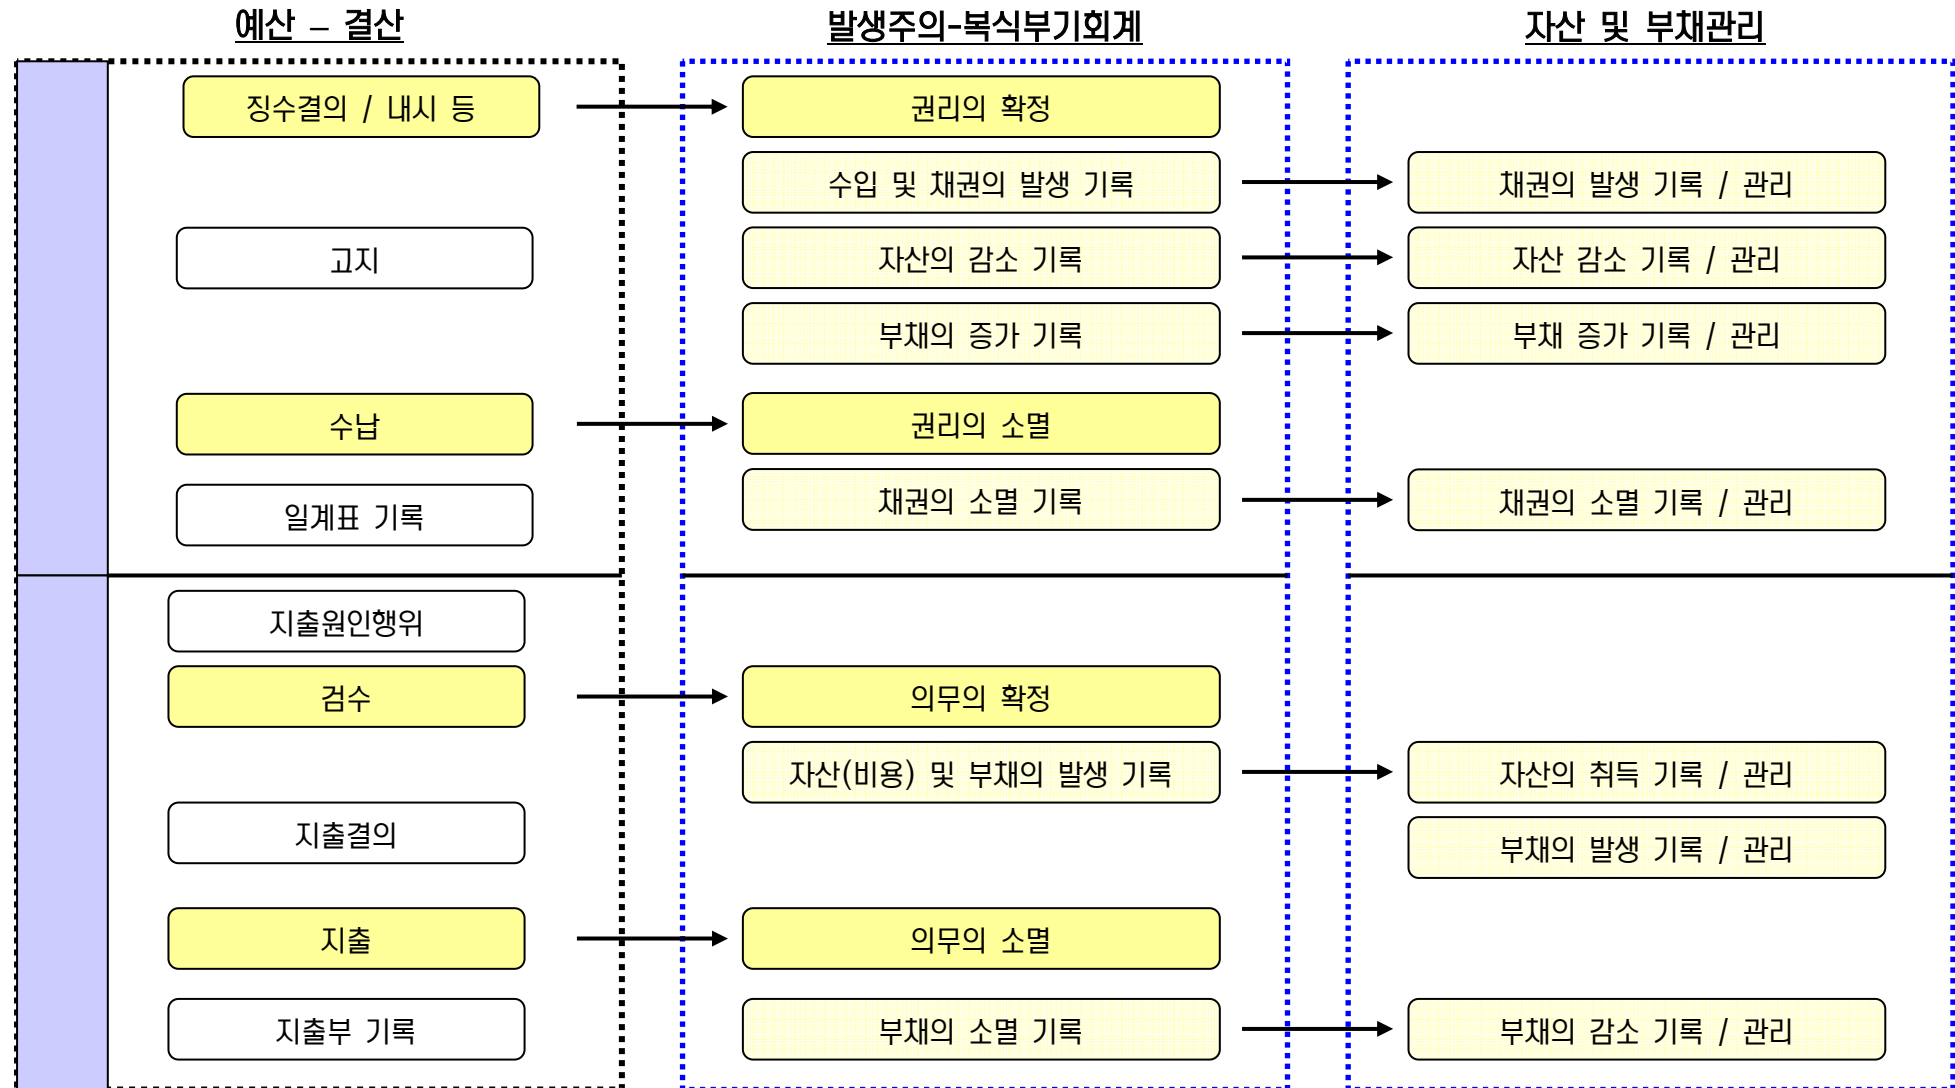 예산 – 결산
발생주의-복식부기회계
자산 및 부채관리
징수결의 / 내시 등
권리의 확정
수입 및 채권의 발생 기록
채권의 발생 기록 / 관리
고지
자산의 감소 기록
자산 감소 기록 / 관리
부채의 증가 기록
부채 증가 기록 / 관리
수납
권리의 소멸
채권의 소멸 기록
채권의 소멸 기록 / 관리
일계표 기록
지출원인행위
검수
의무의 확정
자산(비용) 및 부채의 발생 기록
자산의 취득 기록 / 관리
지출결의
부채의 발생 기록 / 관리
지출
의무의 소멸
지출부 기록
부채의 소멸 기록
부채의 감소 기록 / 관리